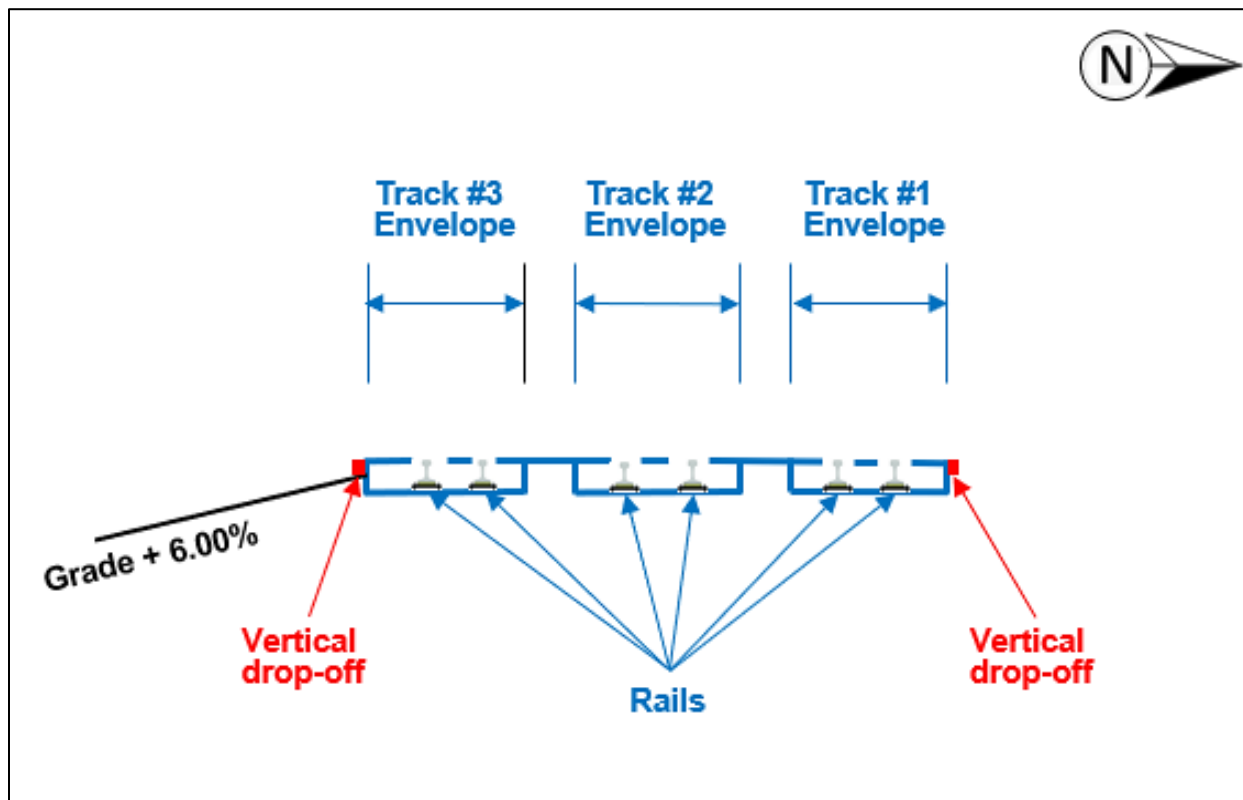 N
Track #3
Envelope
Track #2
Envelope
Track #1
Envelope
Grade + 6.00%
Vertical
drop-off
Rails
Vertical
drop-off